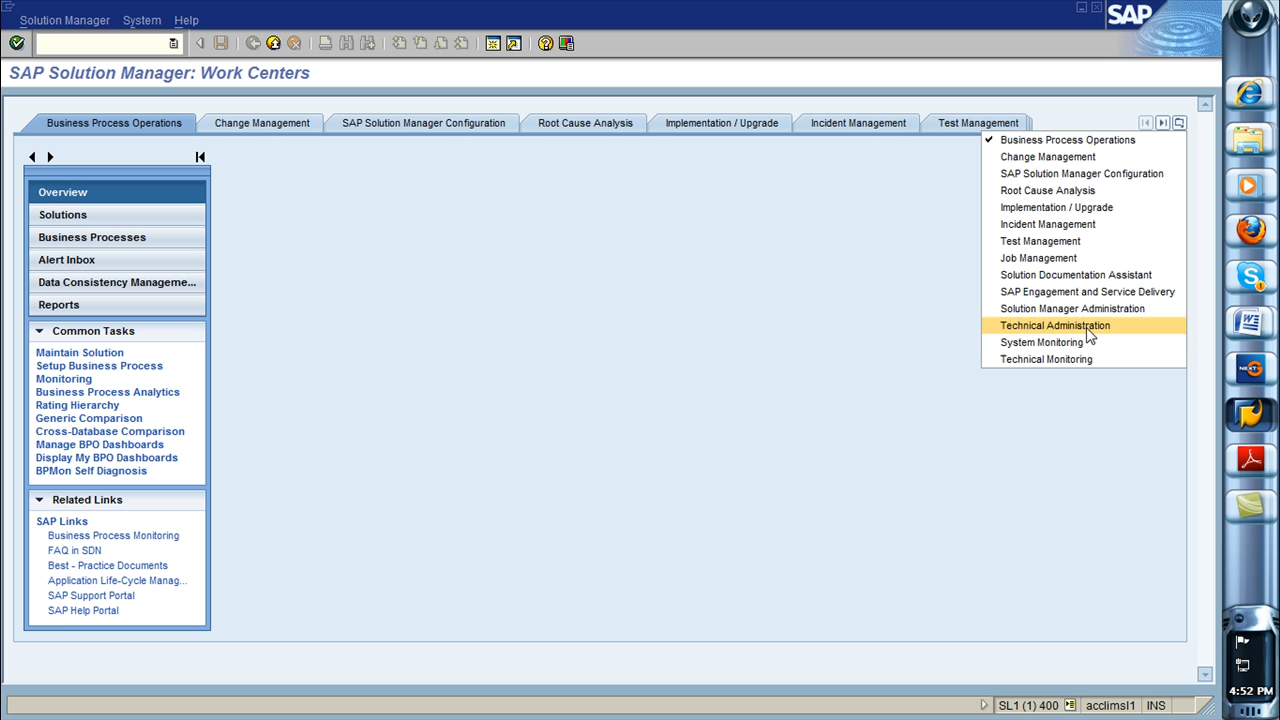 Solution Manager System Help
SAP
SAP Solution Manager: Work Centers
Business Process Operations Change Management SAP Solution Manager Configuration Root Cause Analysis Implementation / Upgrade Incident Management Test Management
Business Process Operations
Change Management
SAP Solution Manager Configuration
Root Cause Analysis
Implementation / Upgrade
Incident Management
Test Management
Job Management
Solution Documentation Assistant
SAP Engagement and Service Delivery
Solution Manager Administration
Technical Administration
System Monitoring
Technical Monitoring
Overview
Solutions
Business Processes
Alert Inbox
Data Consistency Manageme...
Reports
Common Tasks
Maintain Solution
Setup Business Process
Monitoring
Business Process Analytics
Rating Hierarchy
Generic Comparison
Cross-Database Comparison
Manage BPO Dashboards
Display My BPO Dashboards
BPMon Self Diagnosis
Related Links
SAP Links
Business Process Monitoring
FAQ in SDN
Best - Practice Documents
Application Life-Cycle Manag...
SAP Support Portal
SAP Help Portal
NEXT
4:52 PM
SL1 (1) 400 acclimsl1 INS